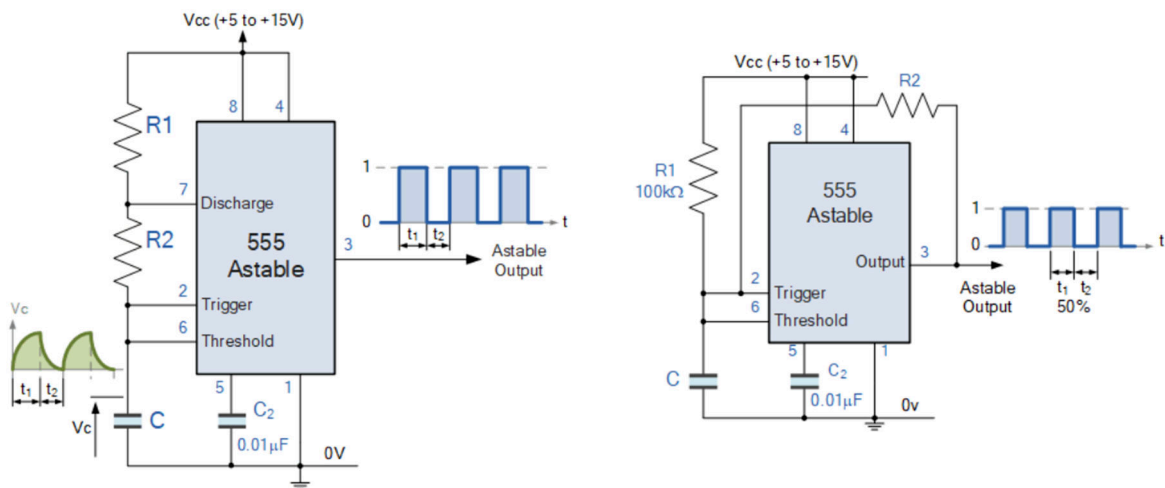 Vcc (+5 to +15V)
8
4
R1
7
Discharge
R2
555
Astable
3
2
Trigger
6
Threshold
5
1
C
C2
0.01μF
0V
Vc
t1
t2
Vc
1
0
t
t1
t2
Astable
Output
Vcc (+5 to +15V)
R2
8
4
R1
100kΩ
555
Astable
3
Output
2
Trigger
6
Threshold
5
1
C
C2
0.01μF
0v
1
0
t
Astable
Output
t1
t2
50%